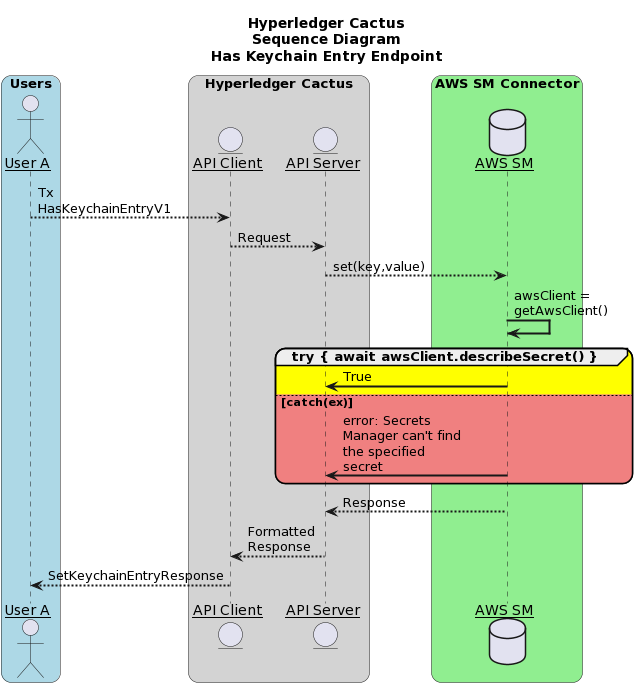 Hyperledger Cactus
Sequence Diagram
Has Keychain Entry Endpoint
Users
Hyperledger Cactus
AWS SM Connector
User A
API Client
API Server
AWS SM
Tx
HasKeychainEntryV1
Request
set(key,value)
awsClient =
getAwsClient()
try { await awsClient.describeSecret() }
True
[catch(ex)]
error: Secrets
Manager can't find
the specified
secret
Response
Formatted
Response
SetKeychainEntryResponse
User A
API Client
API Server
AWS SM